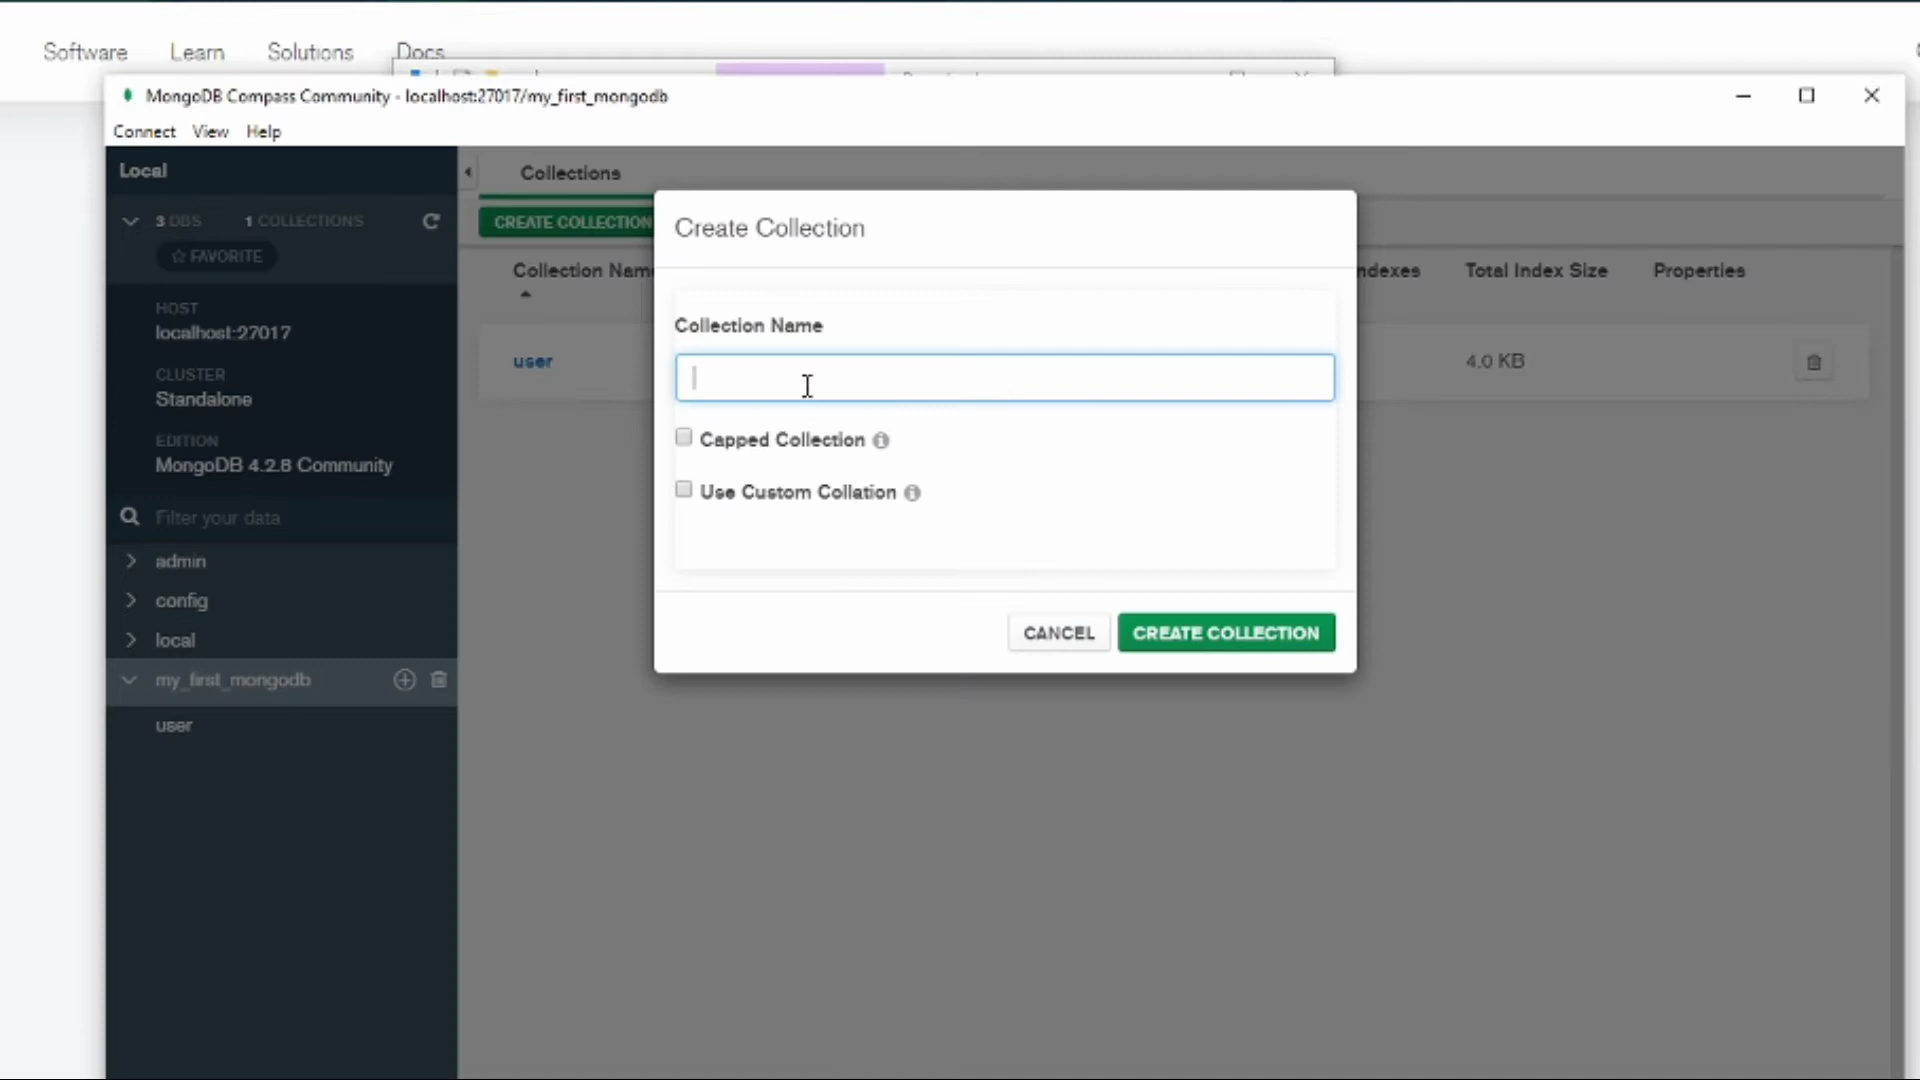 Software Learn Solutions Docs
MongoDB Compass Community - localhost:27017/my_first_mongodb
Connect View Help
Local
Collections
3 DBS 1 COLLECTIONS
FAVORITE
CREATE COLLECTION
Create Collection
Collection Name
Total Index Size Properties
HOST
localhost:27017
Collection Name
user
4.0 KB
CLUSTER
Standalone
EDITION
MongoDB 4.2.8 Community
Capped Collection
Use Custom Collation
Filter your data
admin
config
local
my_first_mongodb
user
CANCEL CREATE COLLECTION